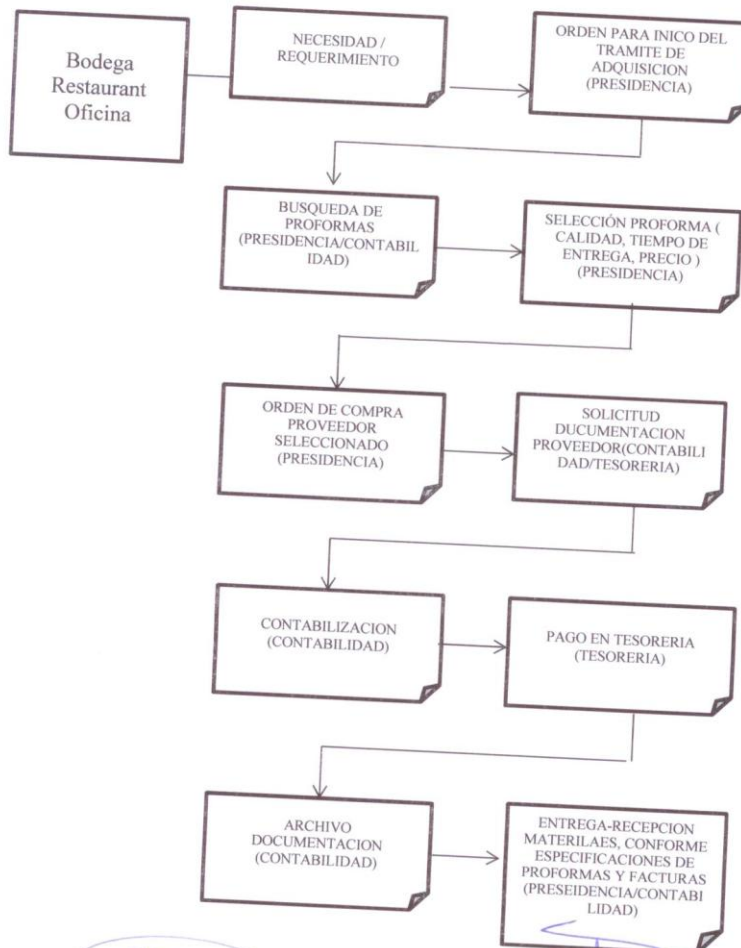 Bodega
Restaurant
Oficina
NECESIDAD /
REQUERIMIENTO
ORDEN PARA INICO DEL
TRAMITE DE
ADQUISICION
(PRESIDENCIA)
BUSQUEDA DE
PROFORMAS
(PRESIDENCIA/CONTABIL
IDAD)
SELECCIÓN PROFORMA (
CALIDAD, TIEMPO DE
ENTREGA, PRECIO )
(PRESIDENCIA)
ORDEN DE COMPRA
PROVEEDOR
SELECCIONADO
(PRESIDENCIA)
SOLICITUD
DUCUMENTACION
PROVEEDOR(CONTABILI
DAD/TESORERIA)
CONTABILIZACION
(CONTABILIDAD)
PAGO EN TESORERIA
(TESORERIA)
ARCHIVO
DOCUMENTACION
(CONTABILIDAD)
ENTREGA-RECEPCION
MATERILAES, CONFORME
ESPECIFICACIONES DE
PROFORMAS Y FACTURAS
(PRESEIDENCIA/CONTABI
LIDAD)